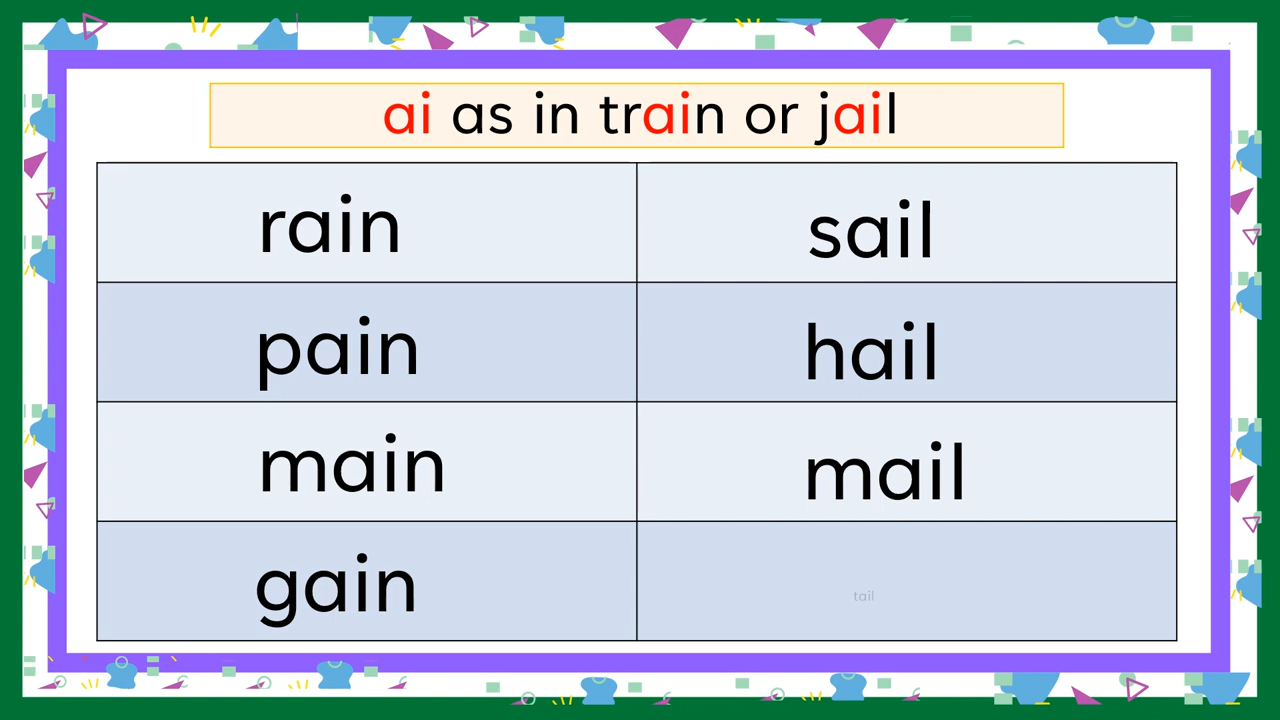 ai as in train or jail
rain sail
pain hail
main mail
gain tail